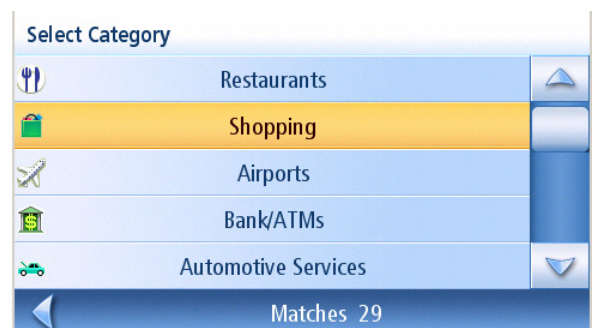 Select Category
Restaurants
Shopping
Airports
Bank/ATMs
Automotive Services
Matches 29